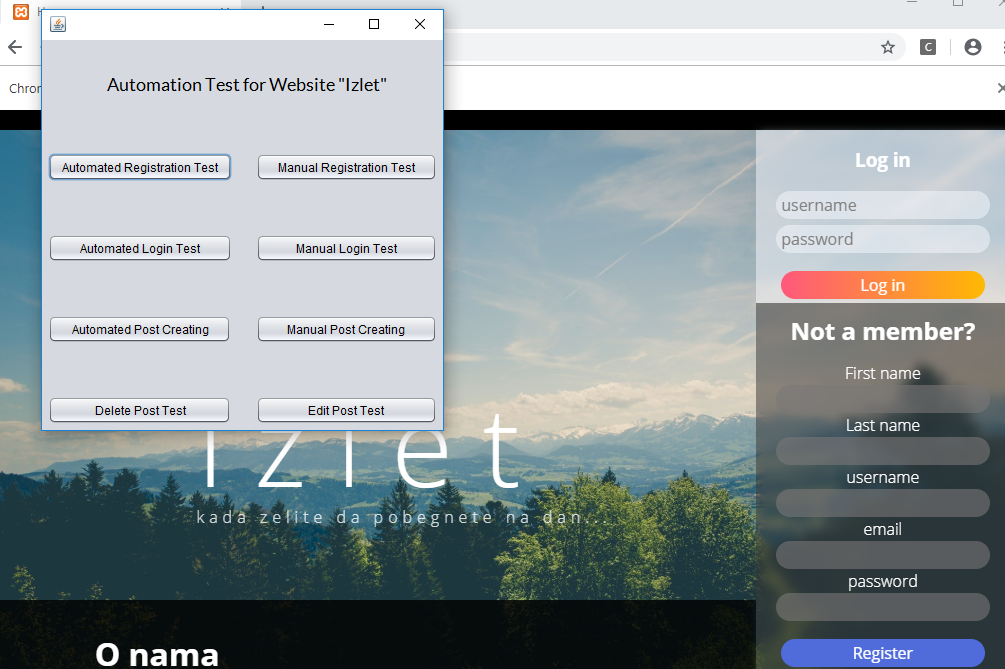 Automation Test for Website "Izlet"
Automated Registration Test
Manual Registration Test
Automated Login Test
Manual Login Test
Automated Post Creating
Manual Post Creating
Delete Post Test
Edit Post Test
Chror
C
Log in
username
password
Log in
Not a member?
First name
Last name
username
email
password
Register
izlet
kada zelite da pobegnete na dan...
O nama